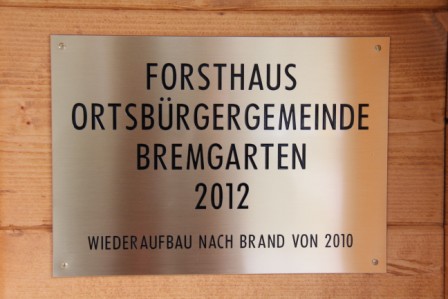 FORSTHAUS
ORTSBÜRGERGEMEINDE
BREMGARTEN
2012
WIEDERAUFBAU NACH BRAND VON 2010